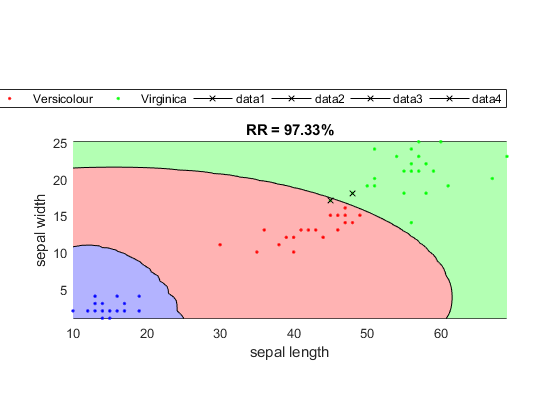 Versicolour Virginica data1 data2 data3 data4
RR = 97.33%
sepal width
25
20
15
10
5
10 20 30 40 50 60
sepal length